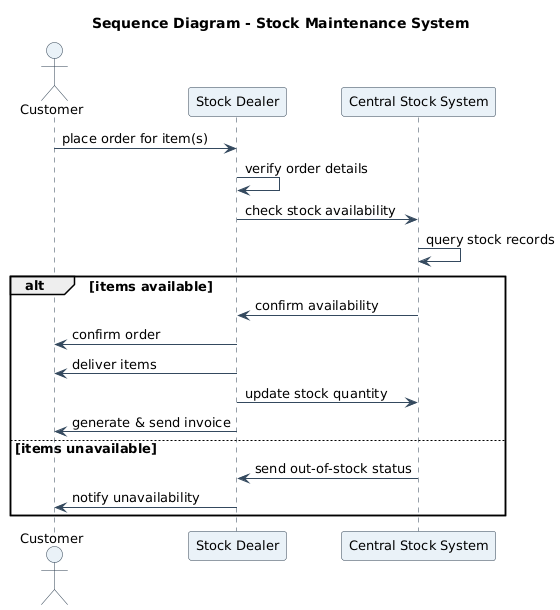 Sequence Diagram - Stock Maintenance System
Customer
Stock Dealer
Central Stock System
place order for item(s)
verify order details
check stock availability
query stock records
alt
[items available]
confirm availability
confirm order
deliver items
update stock quantity
generate & send invoice
[items unavailable]
send out-of-stock status
notify unavailability
Customer
Stock Dealer
Central Stock System